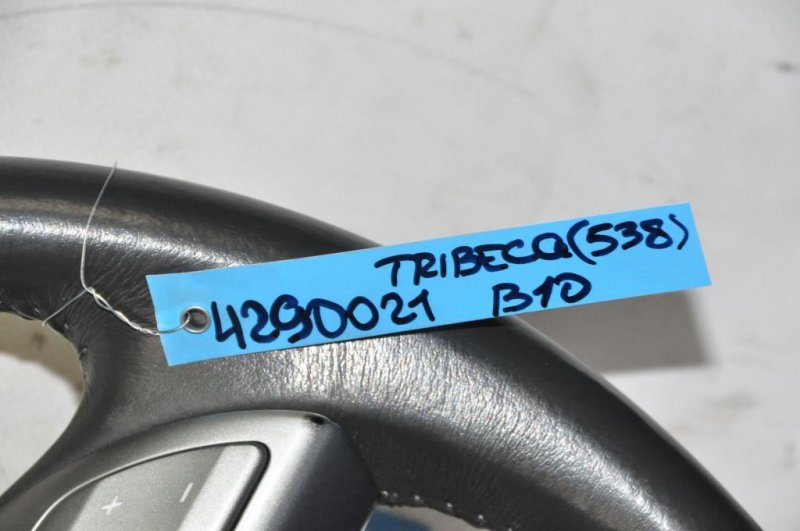 TRIBECA(538)
4290021 B10
+ -